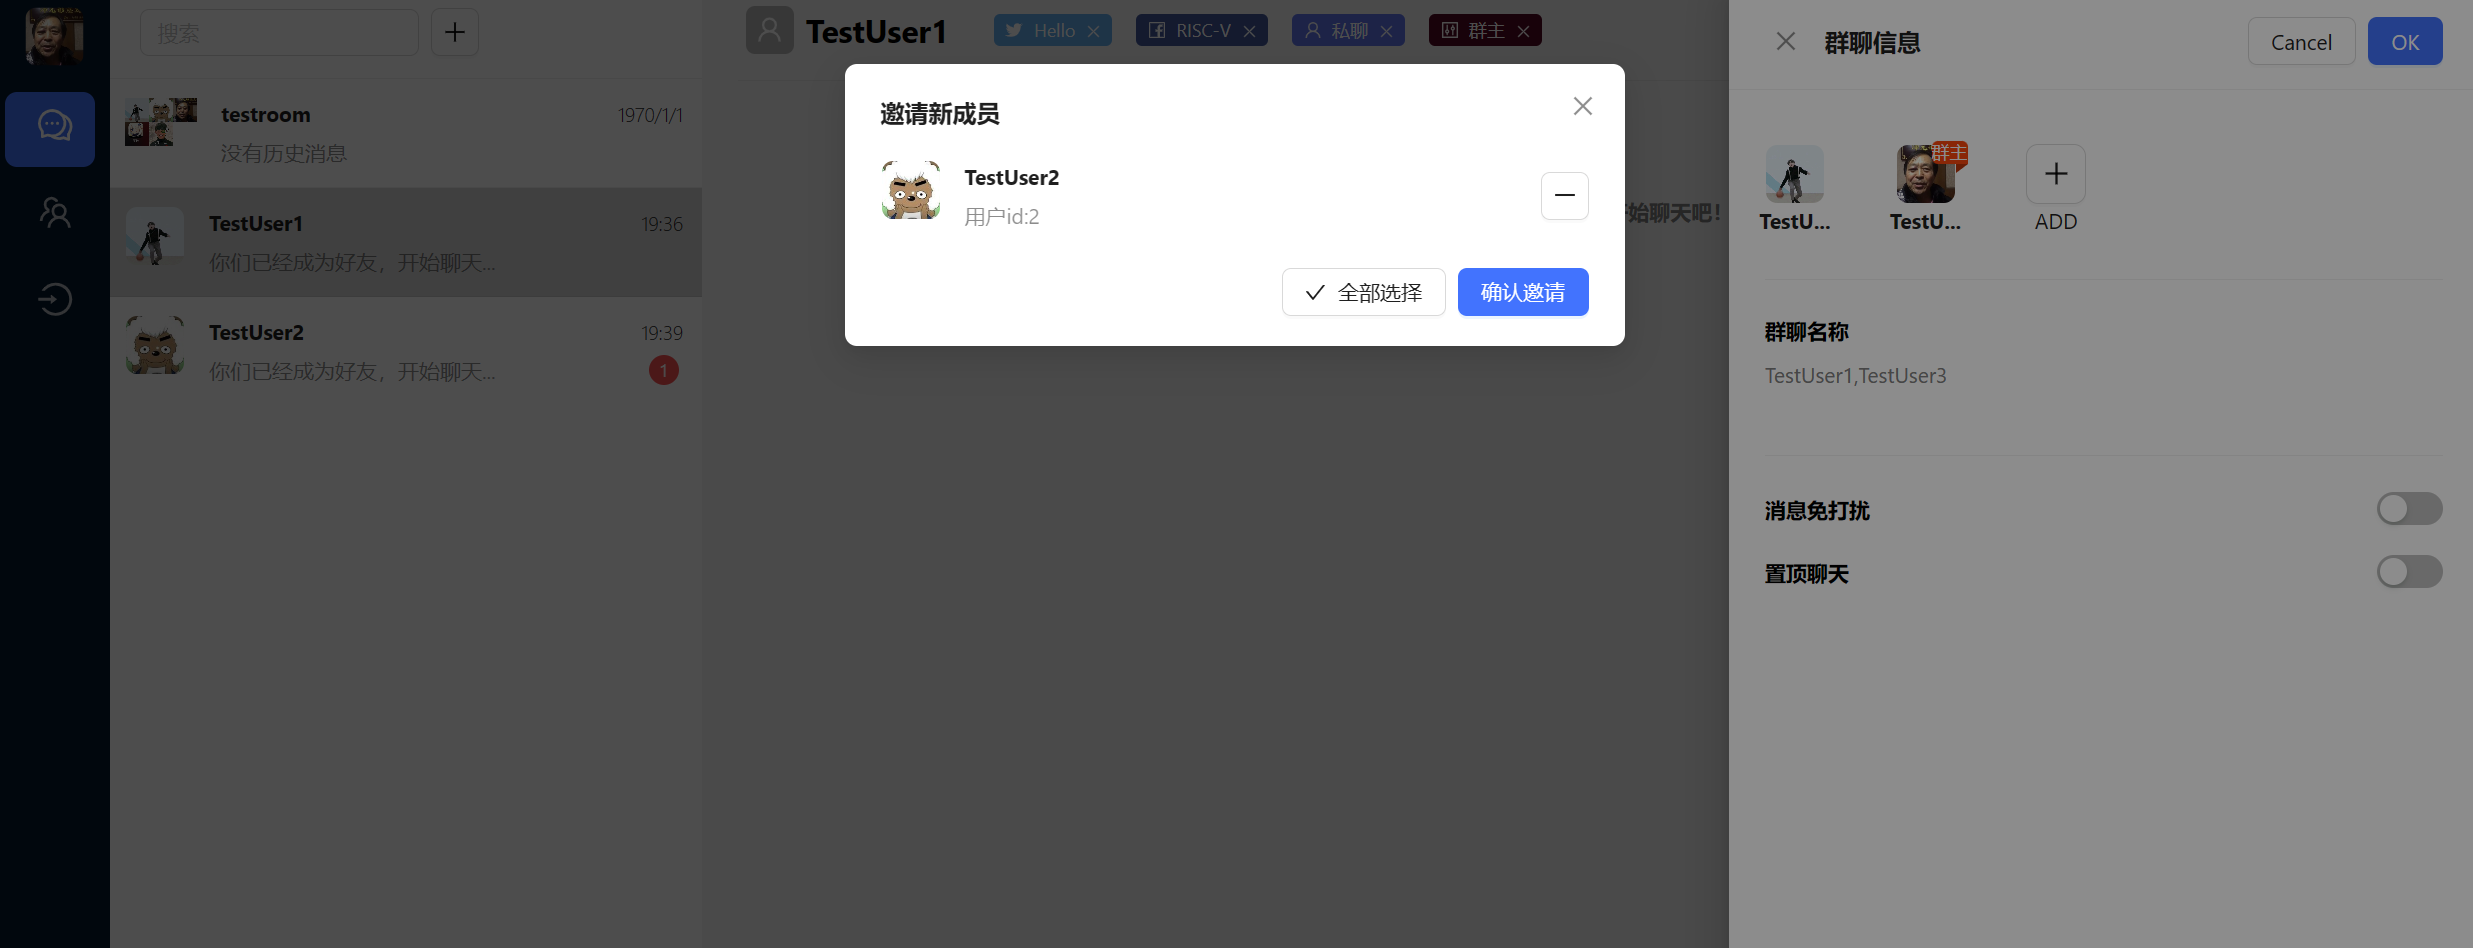 搜索
testroom
1970/1/1
没有历史消息
TestUser1
19:36
你们已经成为好友，开始聊天...
TestUser2
19:39
你们已经成为好友，开始聊天...
1
TestUser1
Hello
RISC-V
私聊
群主
始聊天吧！
邀请新成员
TestUser2
用户id:2
全部选择
确认邀请
群聊信息
Cancel
OK
群主
TestU...
TestU...
ADD
群聊名称
TestUser1,TestUser3
消息免打扰
置顶聊天